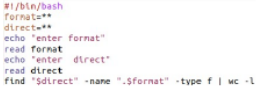 #!/bin/bash
format=**
direct=**
echo "enter format"
read format
echo "enter  direct"
read direct
find "$direct" -name ".$format" -type f | wc -l